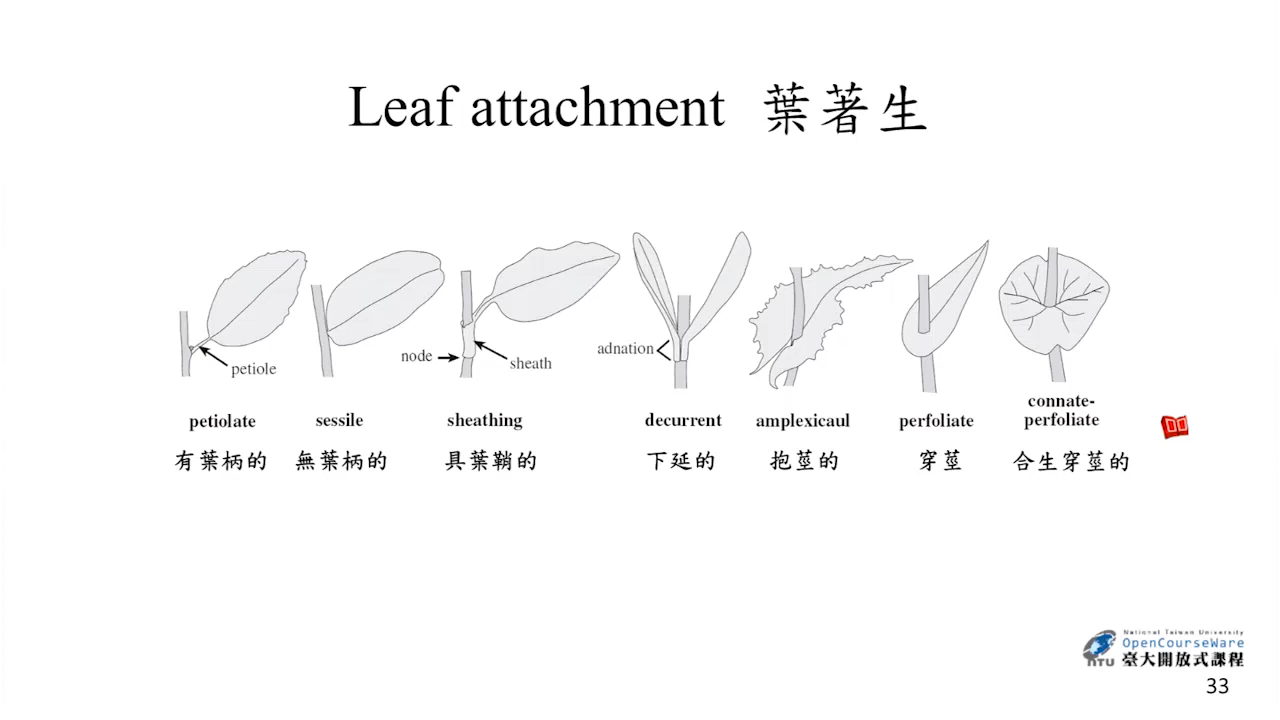 Leaf attachment 葉著生
petiole
node
sheath
adnation
petiolate
sessile
sheathing
decurrent
amplexicaul
perfoliate
connate-
perfoliate
有葉柄的
無葉柄的
具葉鞘的
下延的
抱莖的
穿莖
合生穿莖的
National Taiwan University
OpenCourseWare
NTU 臺大開放式課程
33